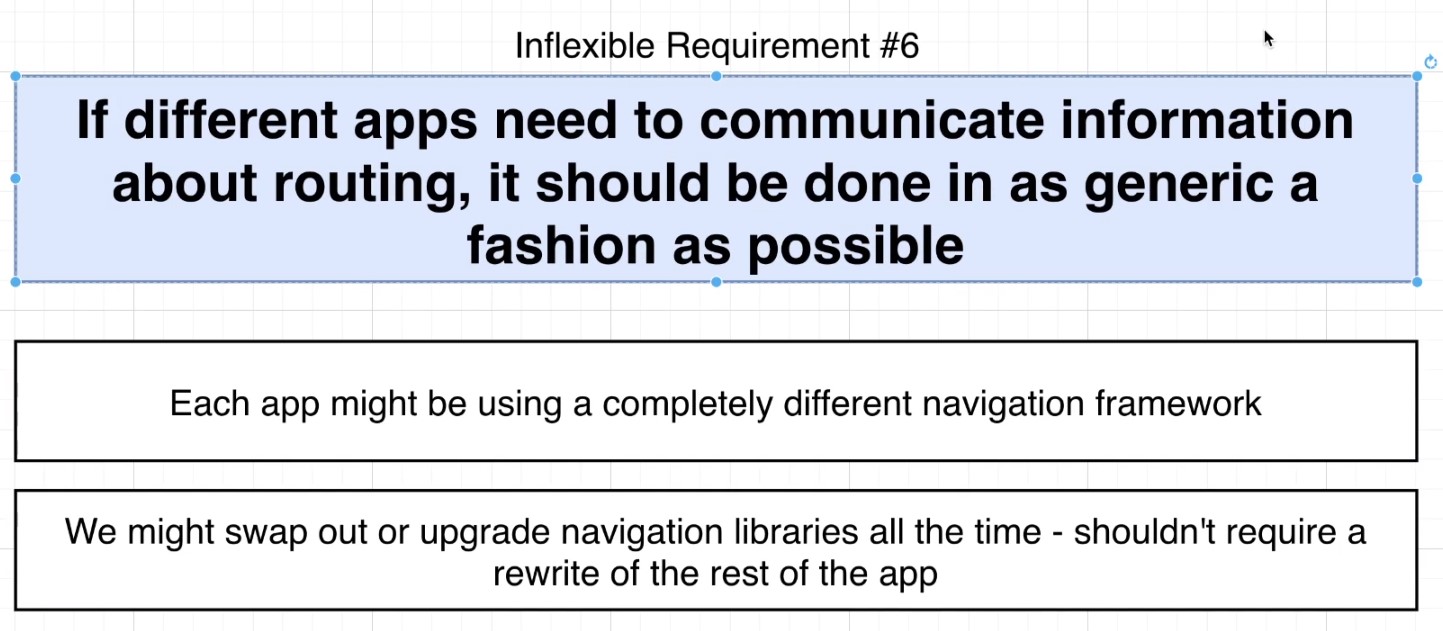 Inflexible Requirement #6
If different apps need to communicate information
about routing, it should be done in as generic a
fashion as possible
Each app might be using a completely different navigation framework
We might swap out or upgrade navigation libraries all the time - shouldn't require a
rewrite of the rest of the app